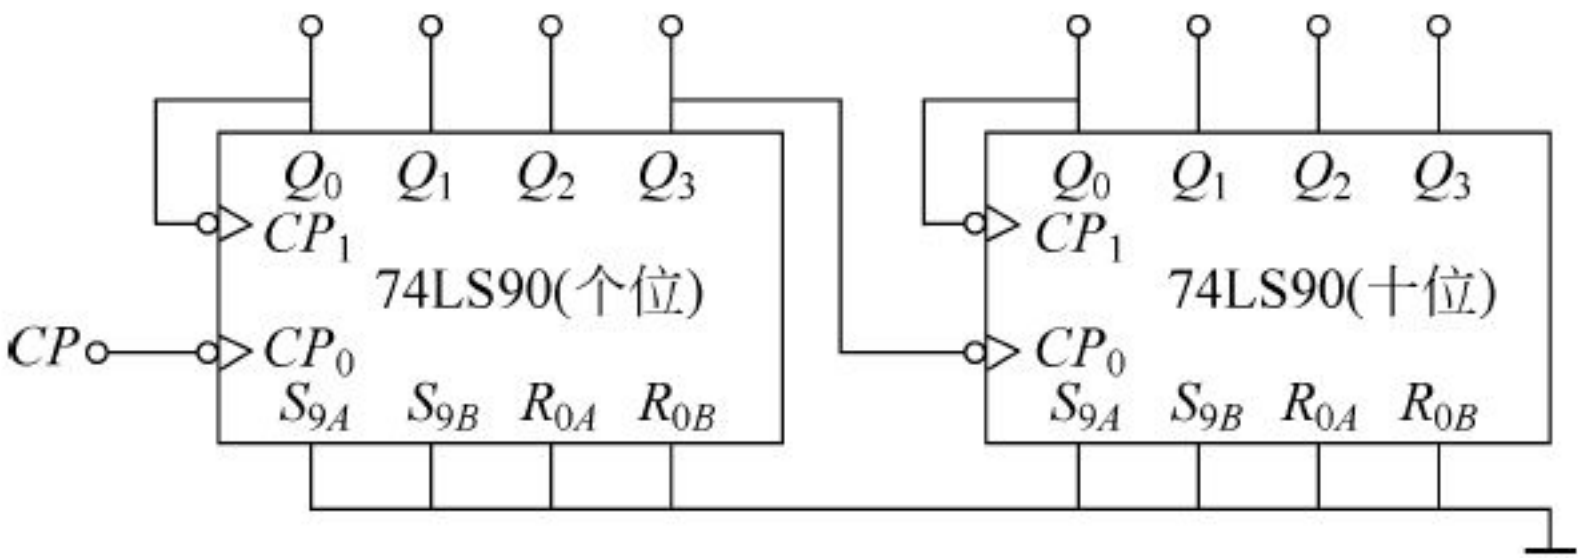 Q₀ Q₁ Q₂ Q₃
CP₁
74LS90(个位)
CP
CP₀
S₉A S₉B R₀A R₀B
Q₀ Q₁ Q₂ Q₃
CP₁
74LS90(十位)
CP₀
S₉A S₉B R₀A R₀B